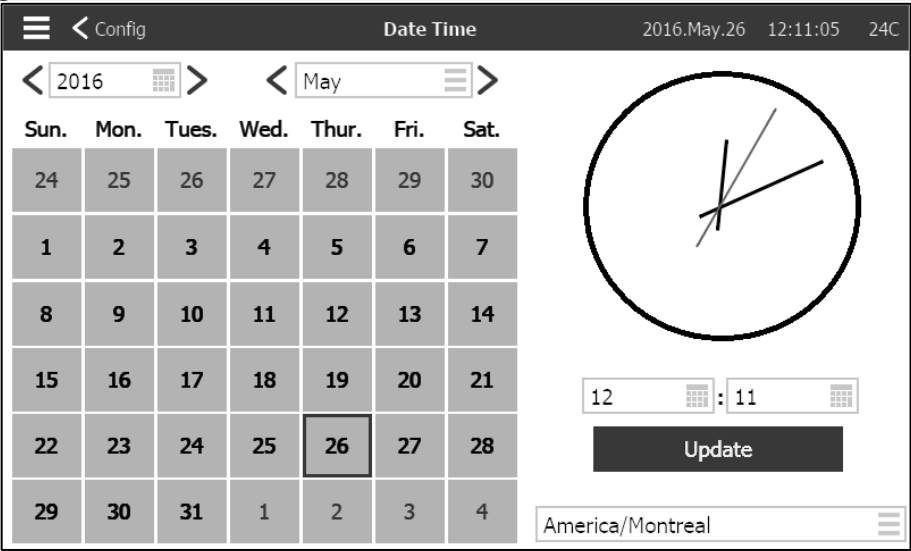 Config Date Time 2016.May.26 12:11:05 24C
2016 May
Sun. Mon. Tues. Wed. Thur. Fri. Sat.
24 25 26 27 28 29 30
1 2 3 4 5 6 7
8 9 10 11 12 13 14
15 16 17 18 19 20 21
22 23 24 25 26 27 28
29 30 31 1 2 3 4
12 : 11
Update
America/Montreal